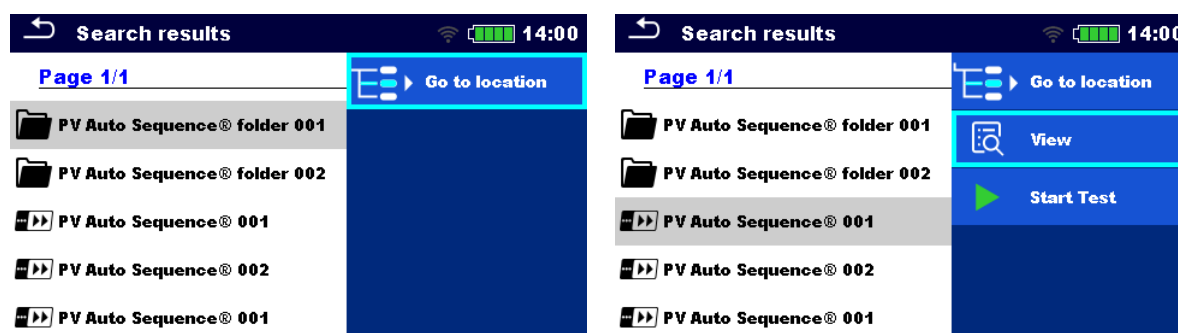 Search results 14:00
Page 1/1
Go to location
PV Auto Sequence® folder 001
PV Auto Sequence® folder 002
PV Auto Sequence® 001
PV Auto Sequence® 002
PV Auto Sequence® 001
Search results 14:00
Page 1/1
Go to location
PV Auto Sequence® folder 001
View
PV Auto Sequence® folder 002
Start Test
PV Auto Sequence® 001
PV Auto Sequence® 002
PV Auto Sequence® 001